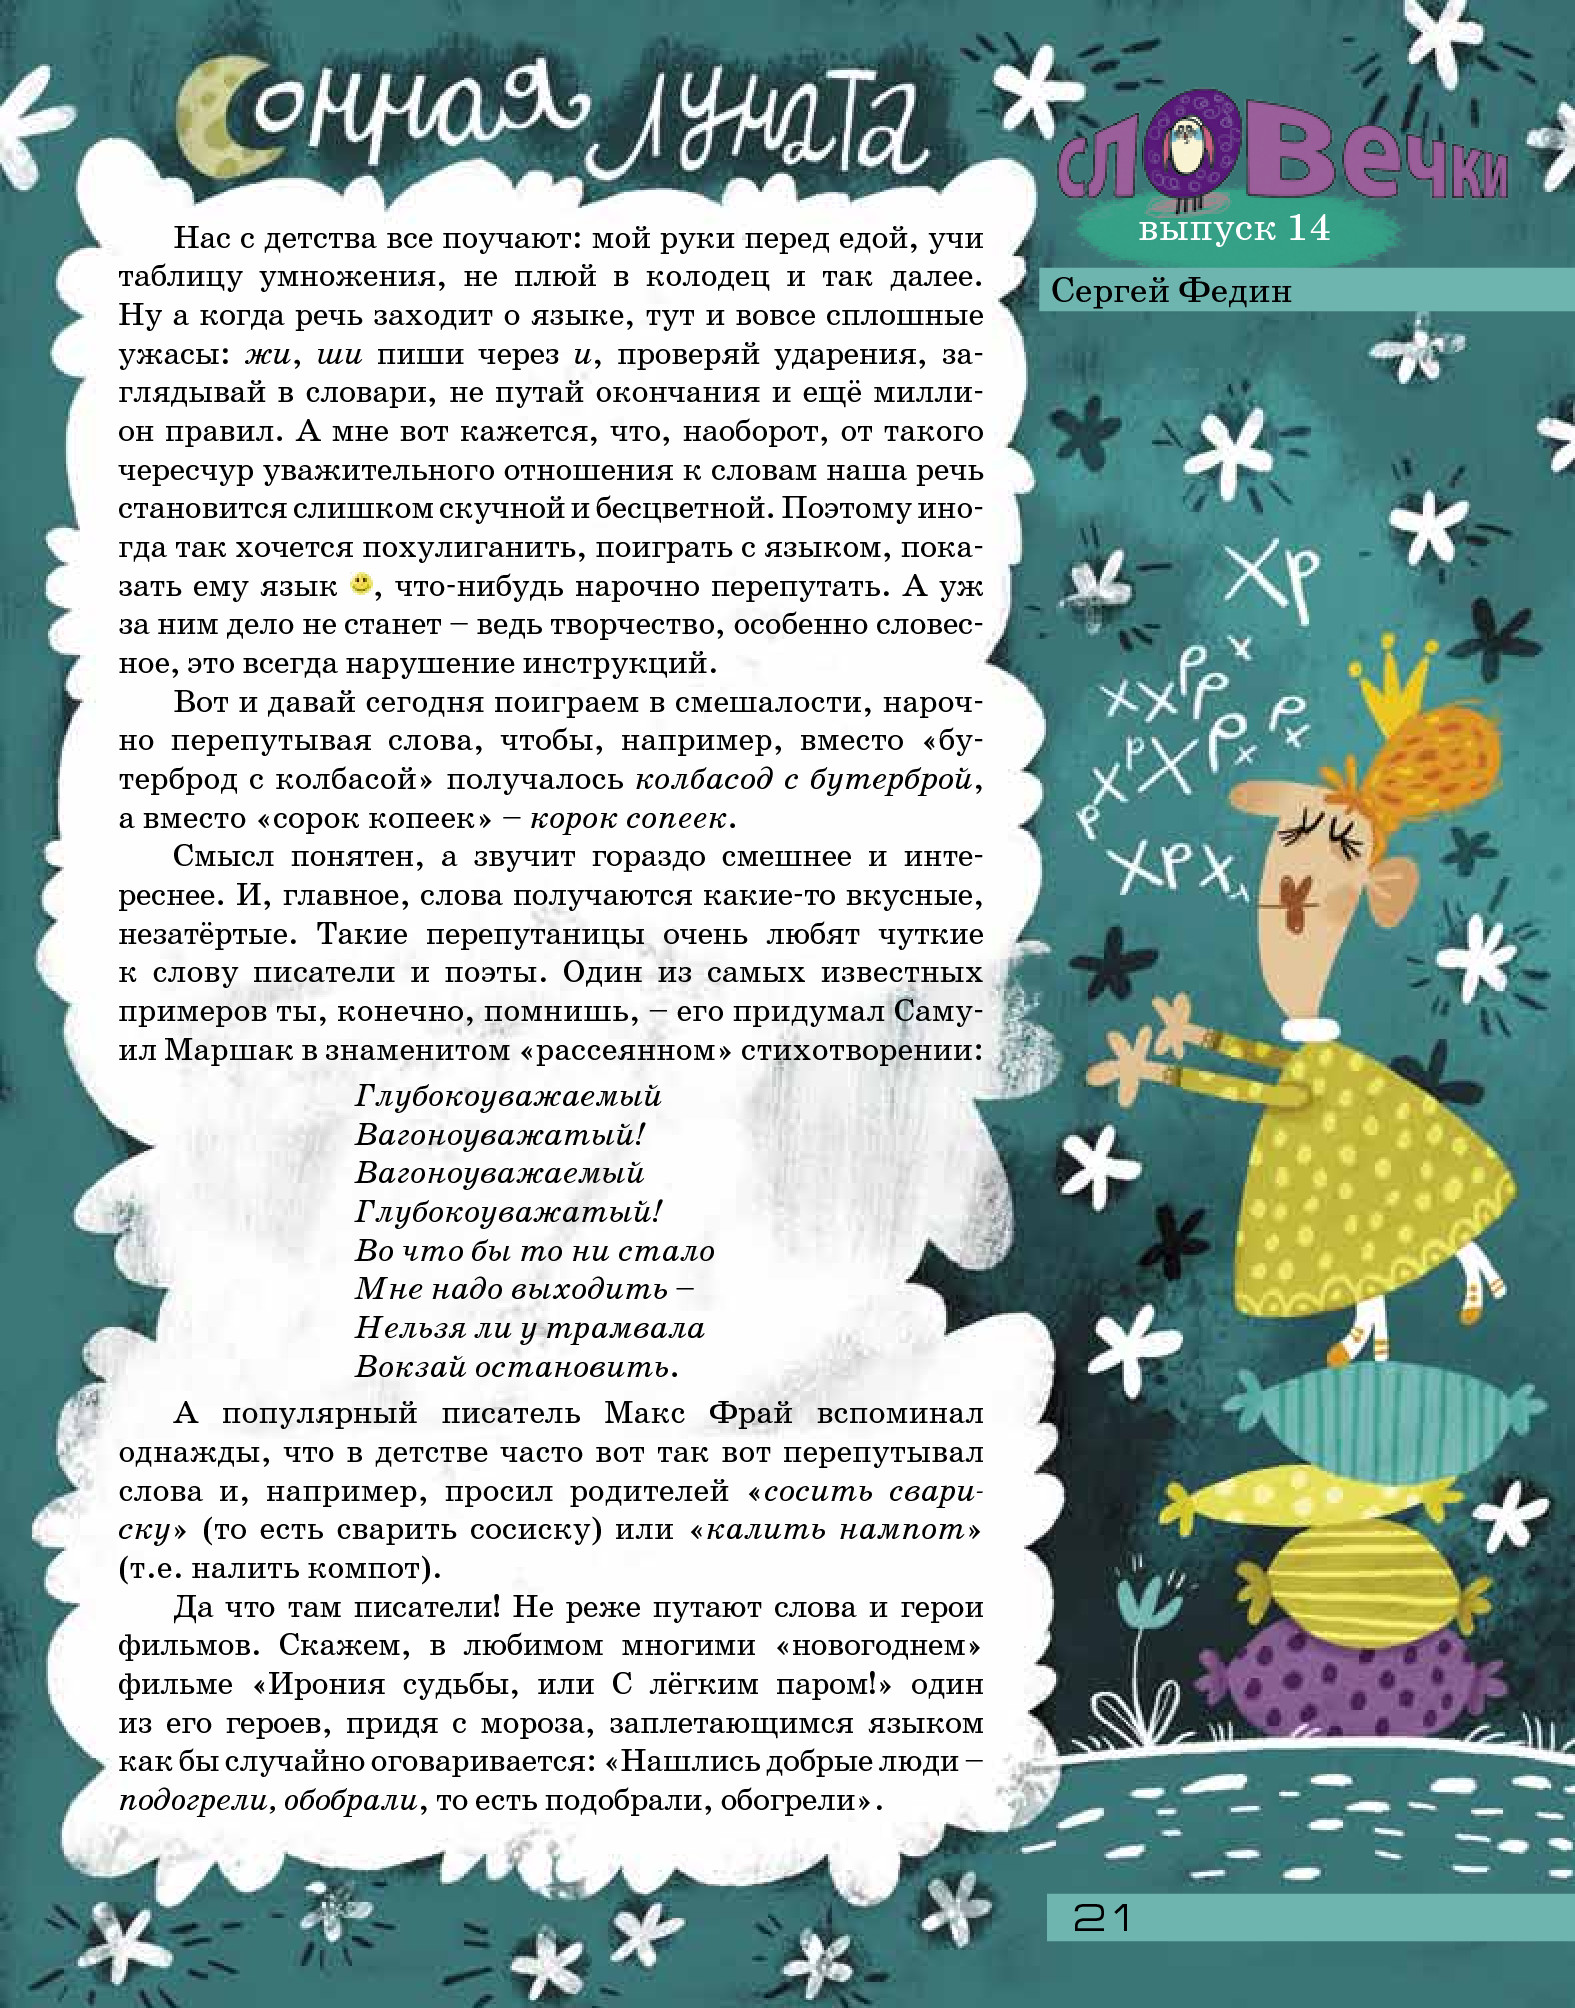 Сонная Луната
слОВечки
выпуск 14
Сергей Федин
Нас с детства все поучают: мой руки перед едой, учи
таблицу умножения, не плюй в колодец и так далее.
Ну а когда речь заходит о языке, тут и вовсе сплошные
ужасы: жи, ши пиши через и, проверяй ударения, за-
глядывай в словари, не путай окончания и ещё милли-
он правил. А мне вот кажется, что, наоборот, от такого
чересчур уважительного отношения к словам наша речь
становится слишком скучной и бесцветной. Поэтому ино-
гда так хочется похулиганить, поиграть с языком, пока-
зать ему язык 🙂, что-нибудь нарочно перепутать. А уж
за ним дело не станет – ведь творчество, особенно словес-
ное, это всегда нарушение инструкций.
Вот и давай сегодня поиграем в смешалости, нароч-
но перепутывая слова, чтобы, например, вместо «бу-
терброд с колбасой» получалось колбасод с бутерброй,
а вместо «сорок копеек» – корок сопеек.
Смысл понятен, а звучит гораздо смешнее и инте-
реснее. И, главное, слова получаются какие-то вкусные,
незатёртые. Такие перепутаницы очень любят чуткие
к слову писатели и поэты. Один из самых известных
примеров ты, конечно, помнишь, – его придумал Саму-
ил Маршак в знаменитом «рассеянном» стихотворении:
Глубокоуважаемый
Вагоноуважатый!
Вагоноуважаемый
Глубокоуважатый!
Во что бы то ни стало
Мне надо выходить –
Нельзя ли у трамвала
Вокзай остановить.
А популярный писатель Макс Фрай вспоминал
однажды, что в детстве часто вот так вот перепутывал
слова и, например, просил родителей «сосить свари-
ску» (то есть сварить сосиску) или «калить нампот»
(т.е. налить компот).
Да что там писатели! Не реже путают слова и герои
фильмов. Скажем, в любимом многими «новогоднем»
фильме «Ирония судьбы, или С лёгким паром!» один
из его героев, придя с мороза, заплетающимся языком
как бы случайно оговаривается: «Нашлись добрые люди –
подогрели, обобрали, то есть подобрали, обогрели».
Хр
х х р р х
р х р Х р х р х
хрхт
21